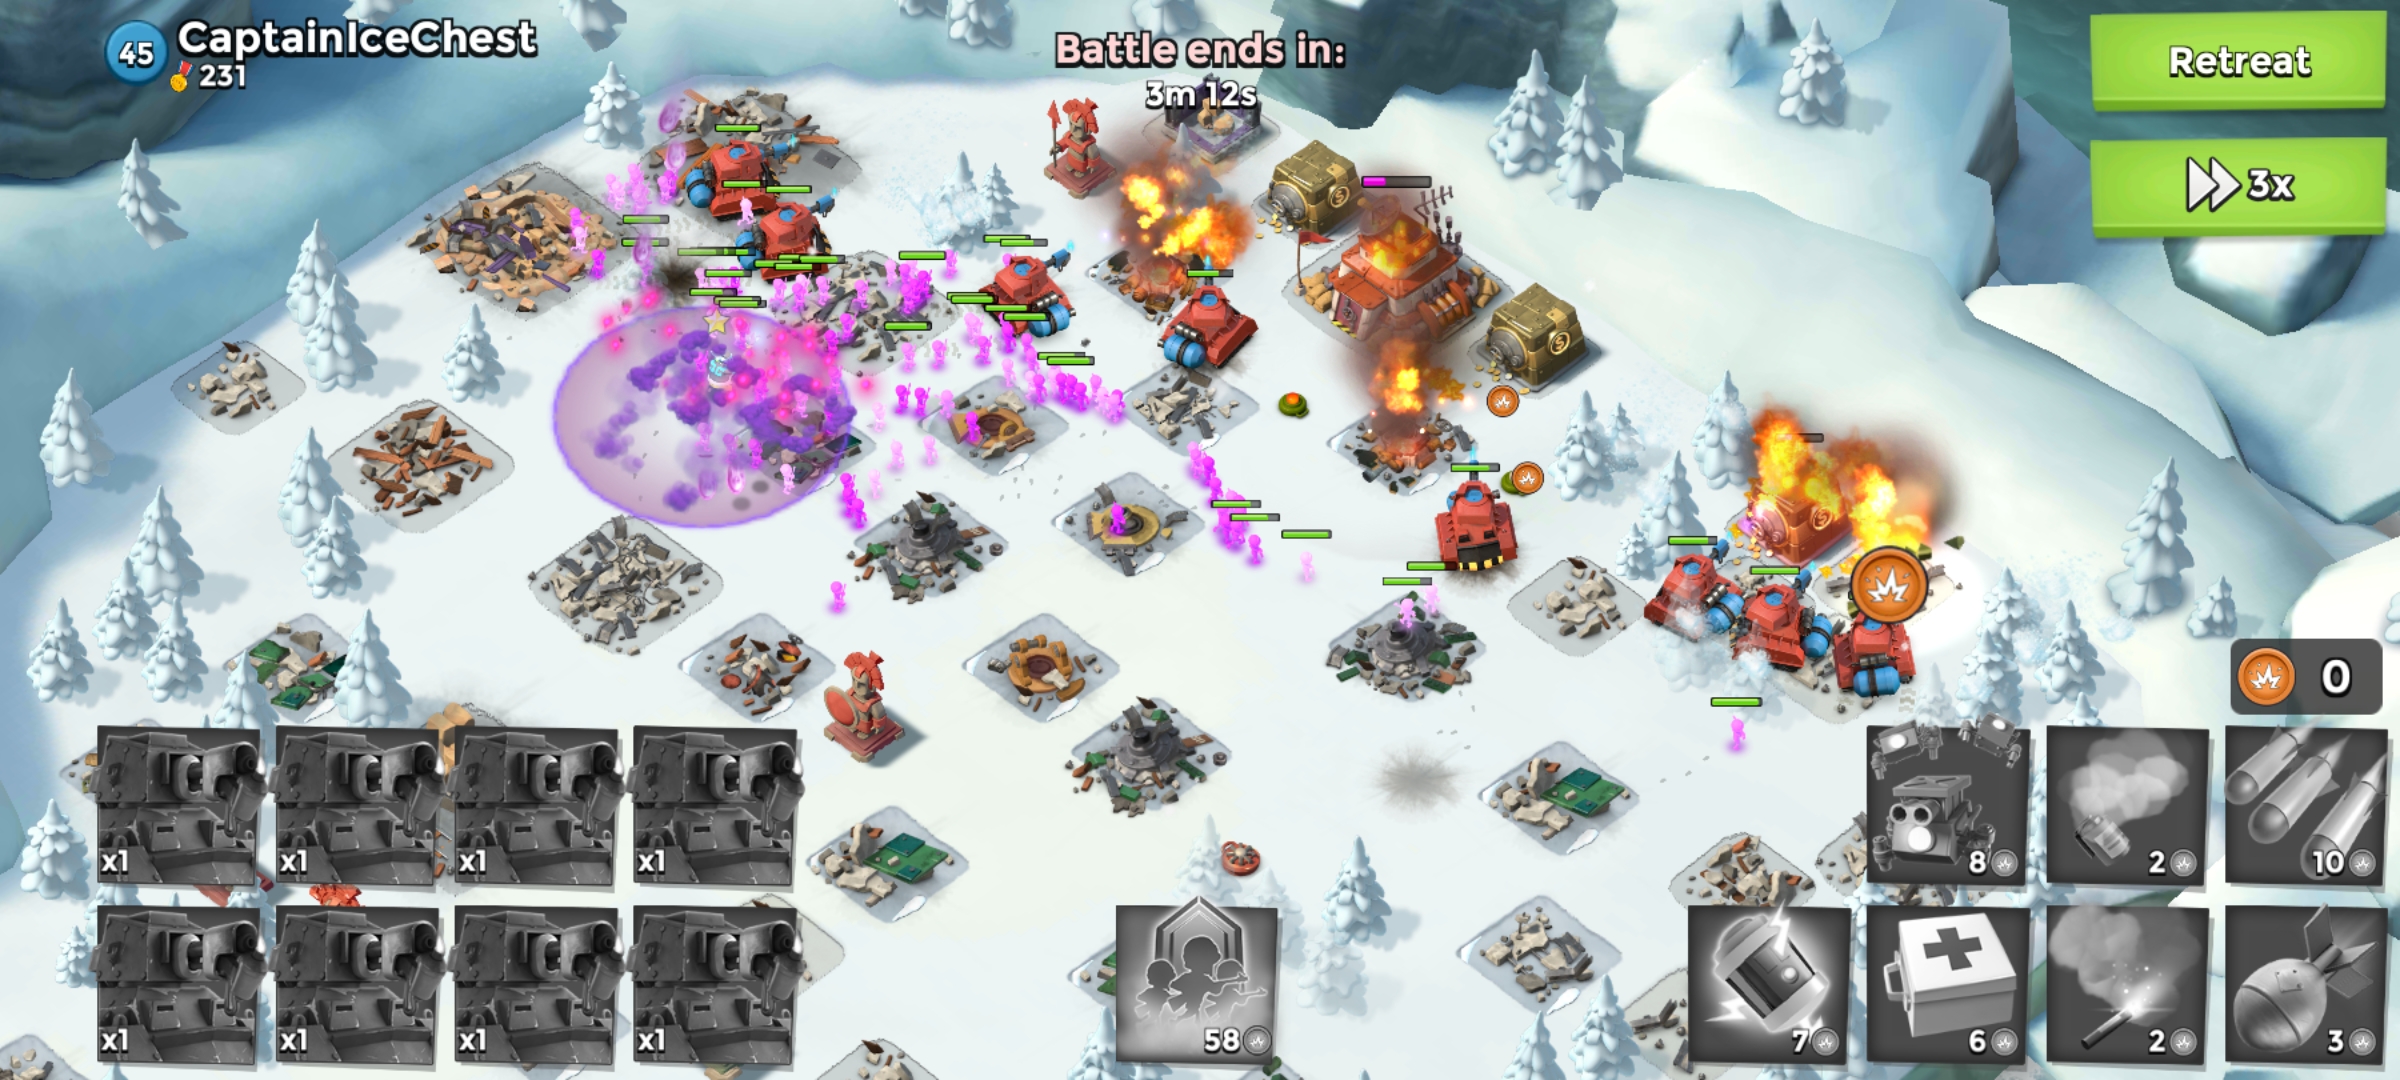 45
CaptainIceChest
231
Battle ends in:
3m 12s
Retreat
3x
0
x1
x1
x1
x1
8
2
10
x1
x1
x1
x1
58
7
6
2
3